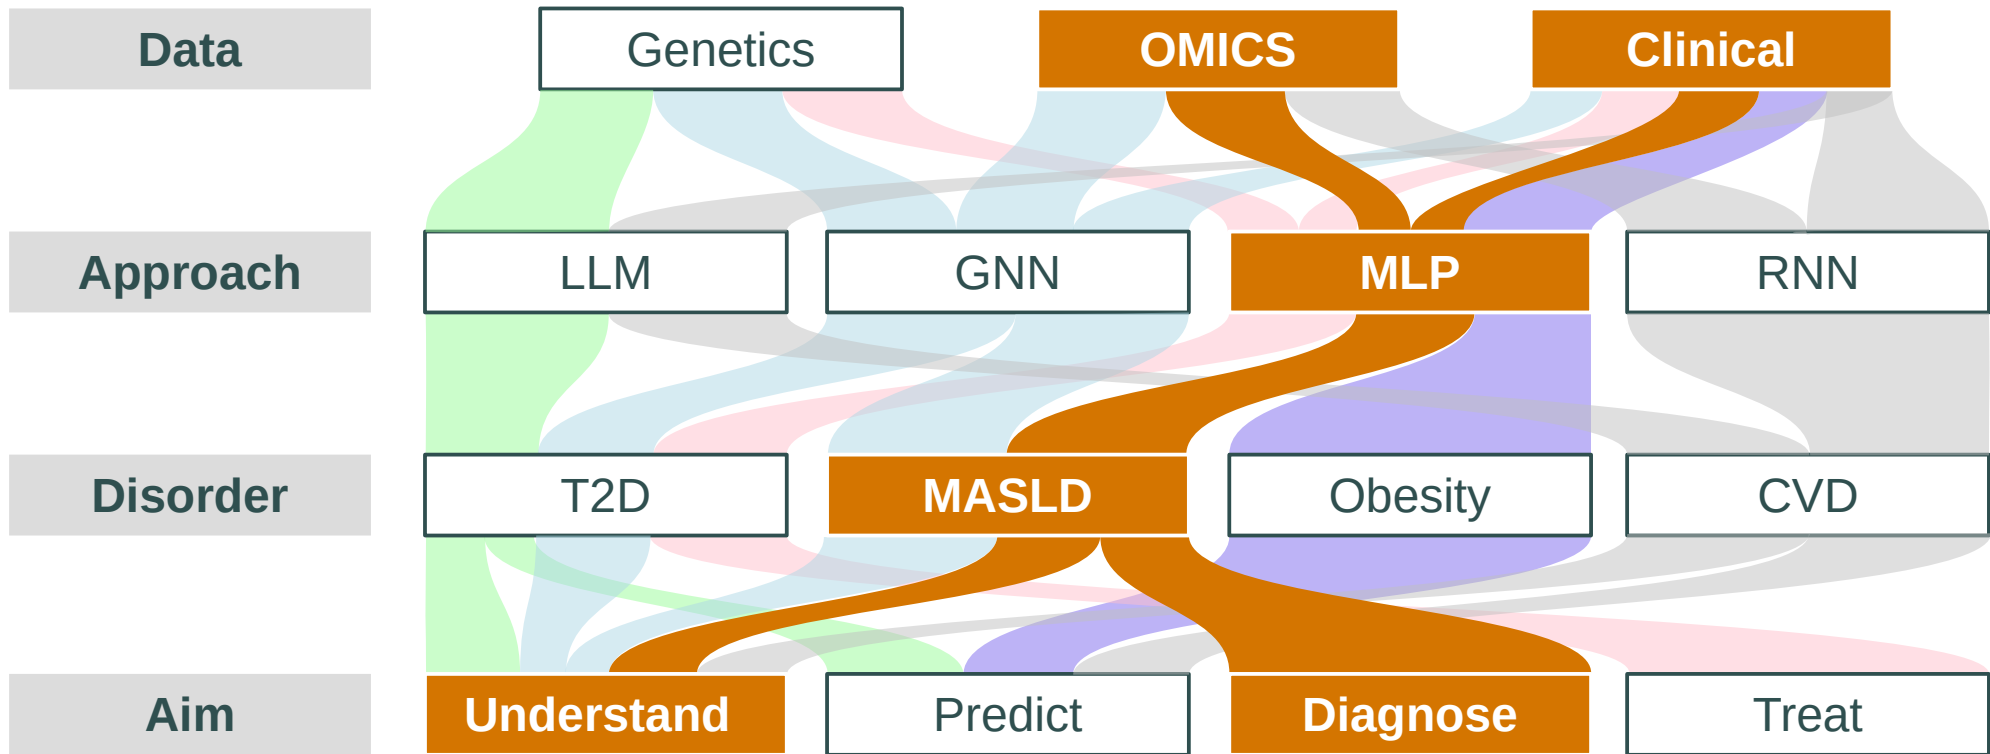 Data
Genetics
OMICS
Clinical
Approach
LLM
GNN
MLP
RNN
Disorder
T2D
MASLD
Obesity
CVD
Aim
Understand
Predict
Diagnose
Treat